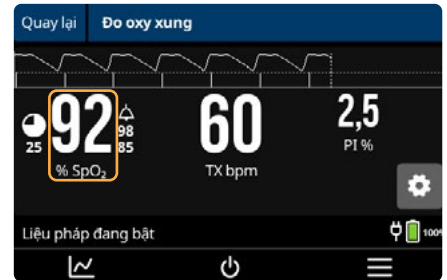 Quay lại Đo oxy xung
92 98 85 60 2,5
25 % SpO₂ TX bpm PI %
Liệu pháp đang bật 100%